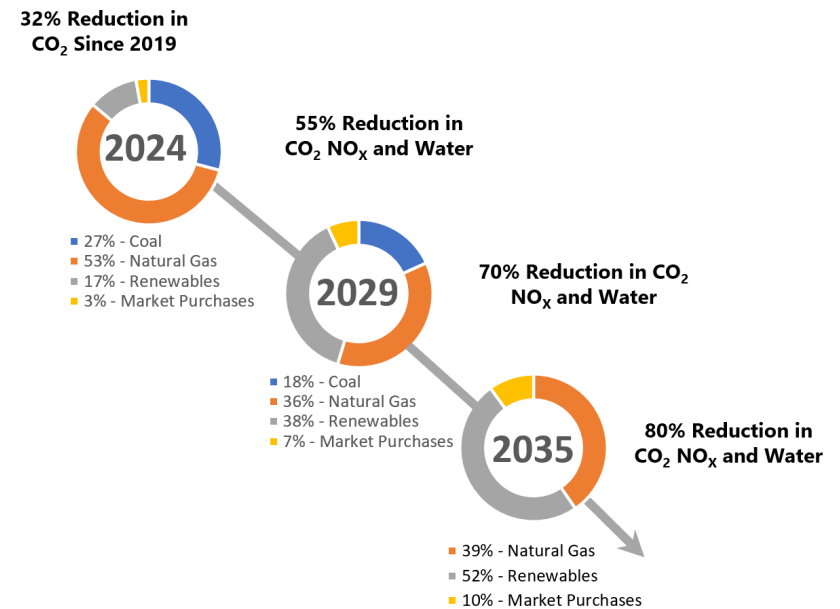 32% Reduction in
CO₂ Since 2019
2024
27% - Coal
53% - Natural Gas
17% - Renewables
3% - Market Purchases
55% Reduction in
CO₂ NOₓ and Water
2029
18% - Coal
36% - Natural Gas
38% - Renewables
7% - Market Purchases
70% Reduction in CO₂
NOₓ and Water
2035
39% - Natural Gas
52% - Renewables
10% - Market Purchases
80% Reduction in
CO₂ NOₓ and Water